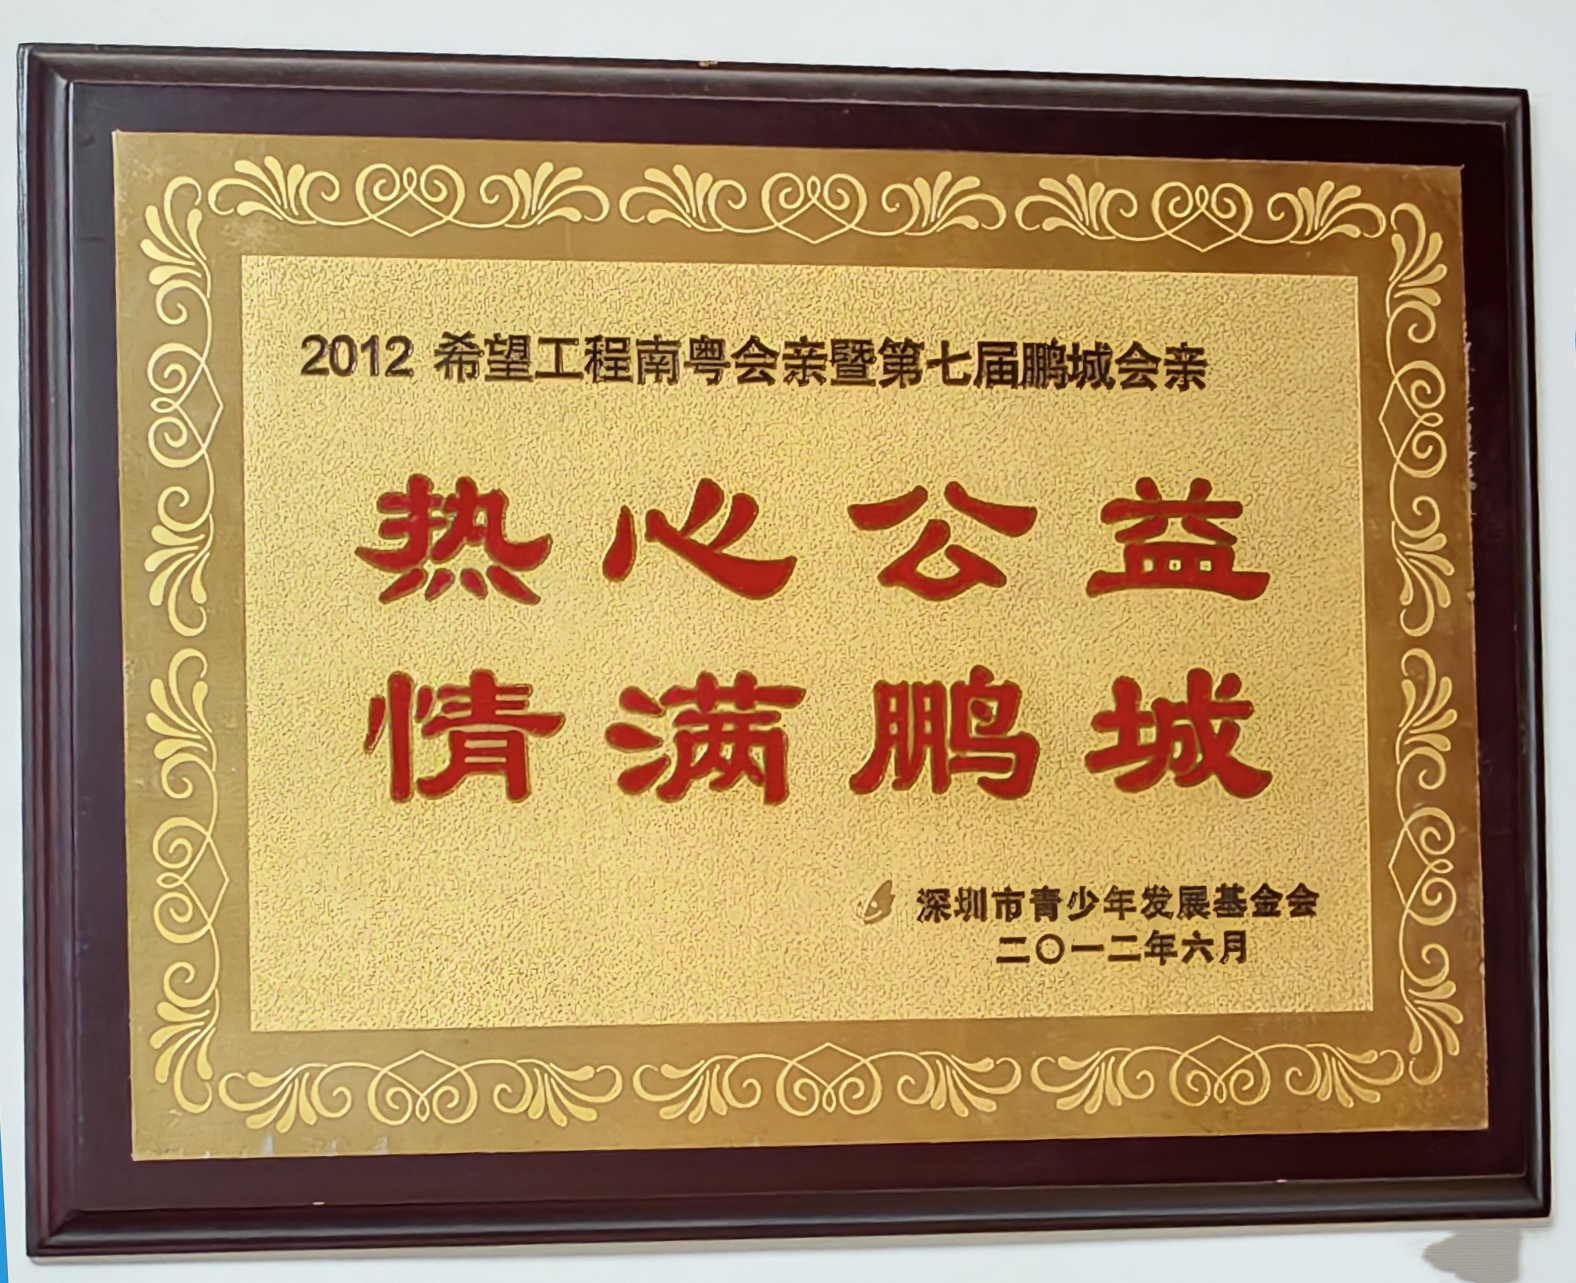 2012 希望工程南粤会亲暨第七届鹏城会亲
热心公益
情满鹏城
深圳市青少年发展基金会
二〇一二年六月